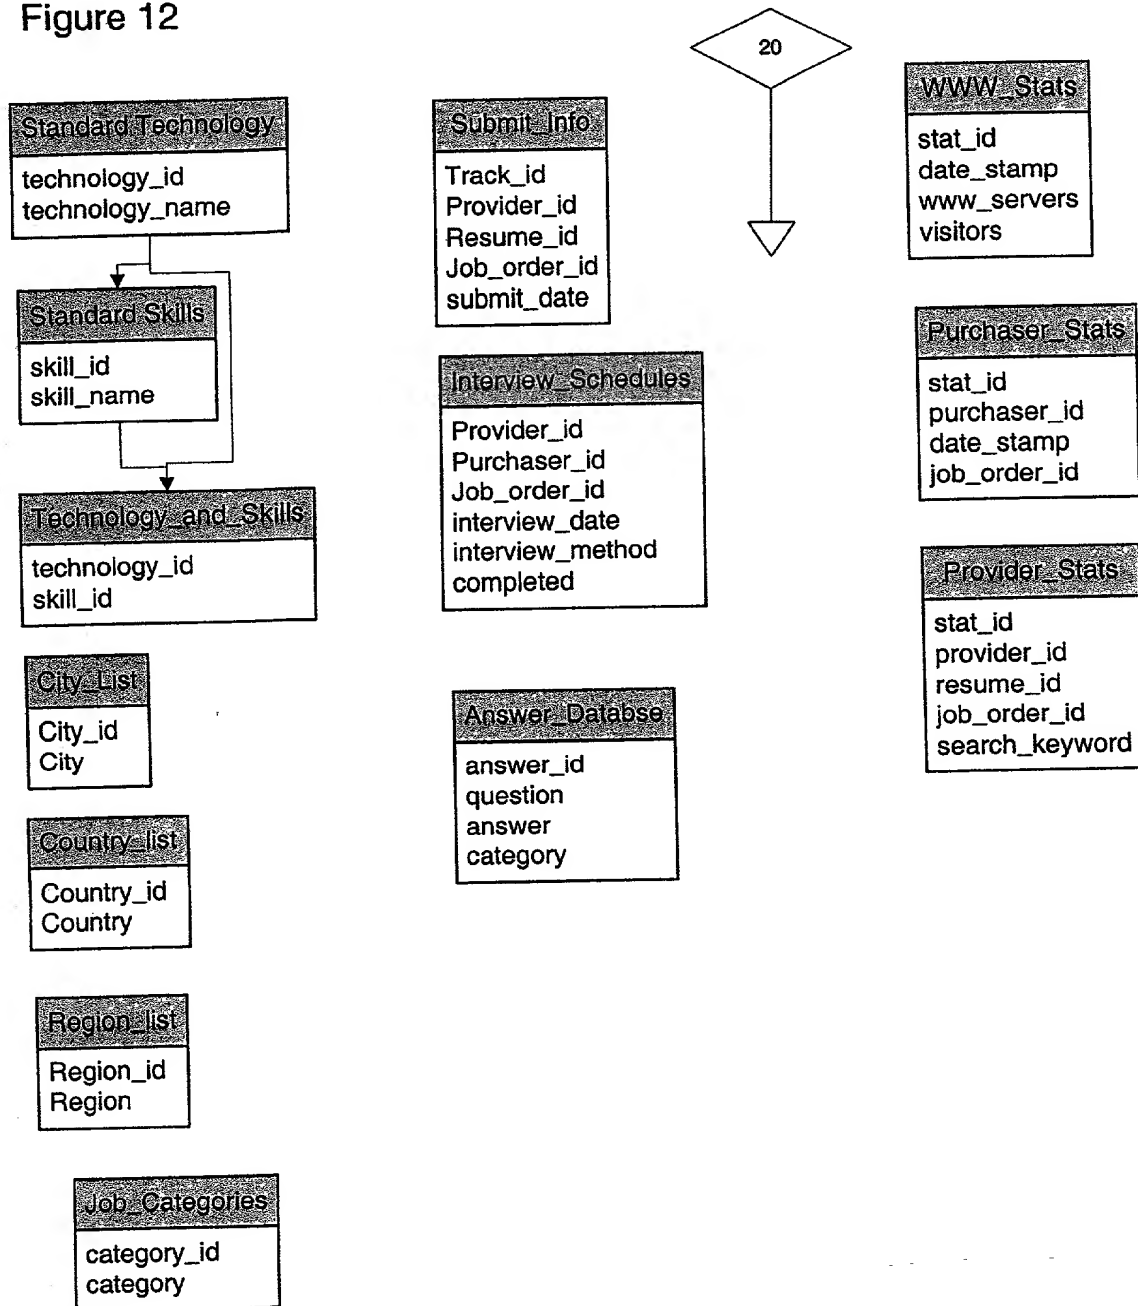 Figure 12
20
Standard Technology
technology_id
technology_name
Standard Skills
skill_id
skill_name
Technology_and_Skills
technology_id
skill_id
City_List
City_id
City
Country_list
Country_id
Country
Region_list
Region_id
Region
Job_Categories
category_id
category
Submit_Info
Track_id
Provider_id
Resume_id
Job_order_id
submit_date
Interview_Schedules
Provider_id
Purchaser_id
Job_order_id
interview_date
interview_method
completed
Answer_Databse
answer_id
question
answer
category
WWW_Stats
stat_id
date_stamp
www_servers
visitors
Purchaser_Stats
stat_id
purchaser_id
date_stamp
job_order_id
Provider_Stats
stat_id
provider_id
resume_id
job_order_id
search_keyword